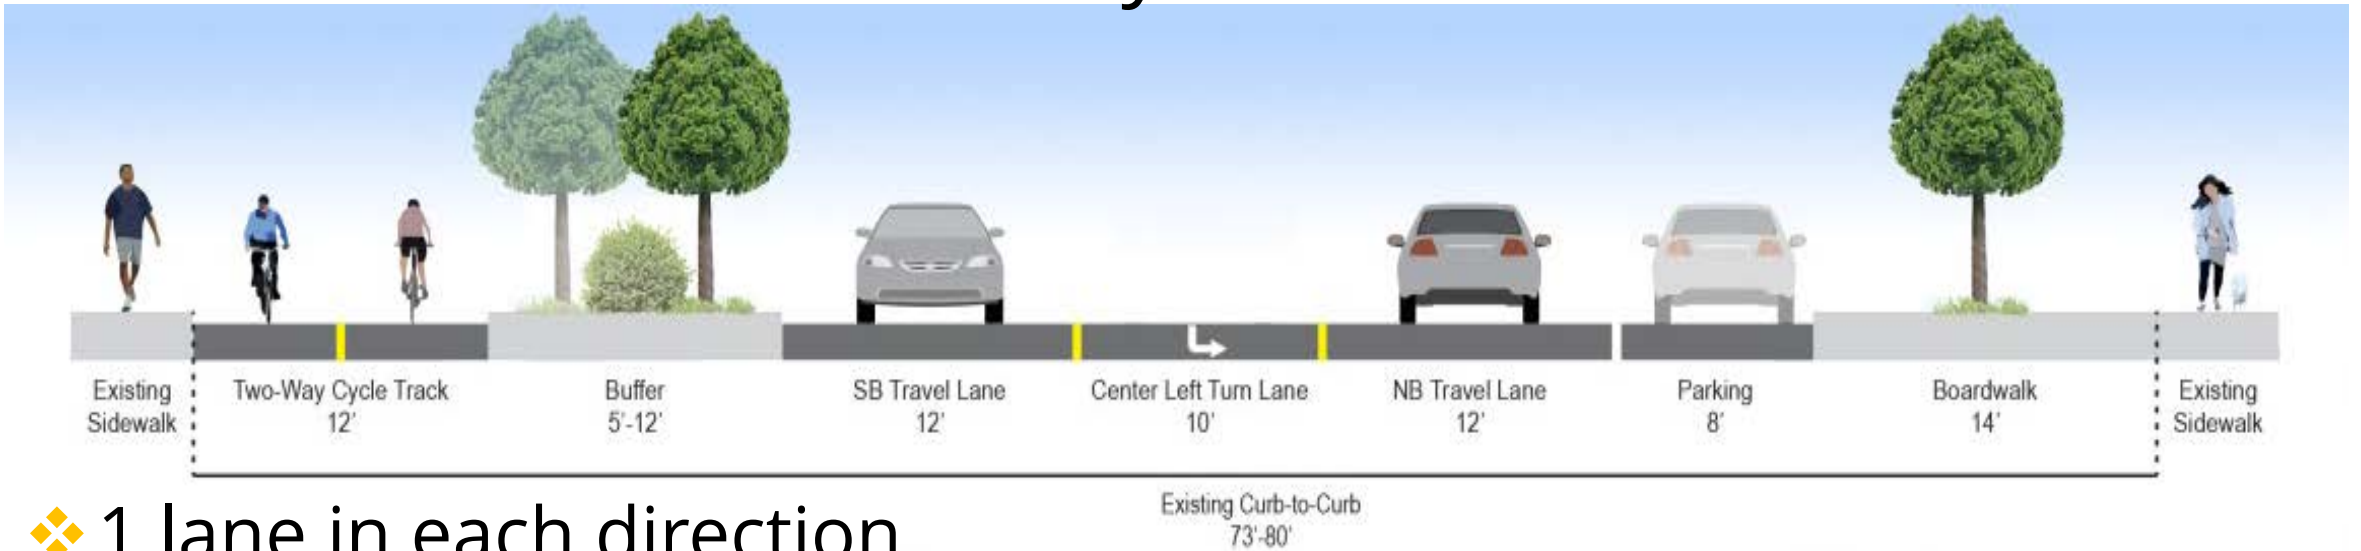 Existing
Sidewalk
Two-Way Cycle Track
12'
Buffer
5'-12'
SB Travel Lane
12'
Center Left Turn Lane
10'
NB Travel Lane
12'
Parking
8'
Boardwalk
14'
Existing
Sidewalk
Existing Curb-to-Curb
73'-80'
1 lane in each direction